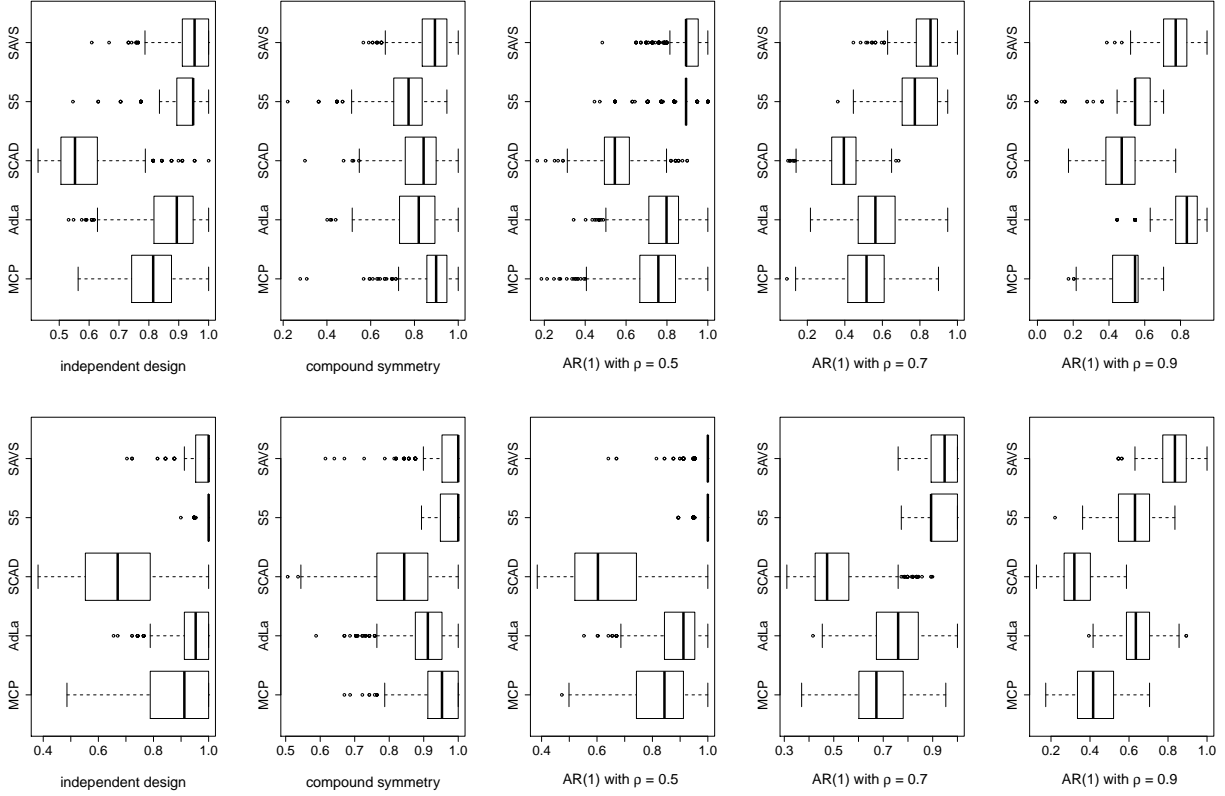 SAVS
S5
SCAD
AdLa
MCP
0.5 0.6 0.7 0.8 0.9 1.0
independent design
SAVS
S5
SCAD
AdLa
MCP
0.2 0.4 0.6 0.8 1.0
compound symmetry
SAVS
S5
SCAD
AdLa
MCP
0.2 0.4 0.6 0.8 1.0
AR(1) with ρ = 0.5
SAVS
S5
SCAD
AdLa
MCP
0.2 0.4 0.6 0.8 1.0
AR(1) with ρ = 0.7
SAVS
S5
SCAD
AdLa
MCP
0.0 0.2 0.4 0.6 0.8
AR(1) with ρ = 0.9
SAVS
S5
SCAD
AdLa
MCP
0.4 0.6 0.8 1.0
independent design
SAVS
S5
SCAD
AdLa
MCP
0.5 0.6 0.7 0.8 0.9 1.0
compound symmetry
SAVS
S5
SCAD
AdLa
MCP
0.4 0.6 0.8 1.0
AR(1) with ρ = 0.5
SAVS
S5
SCAD
AdLa
MCP
0.3 0.5 0.7 0.9
AR(1) with ρ = 0.7
SAVS
S5
SCAD
AdLa
MCP
0.2 0.4 0.6 0.8 1.0
AR(1) with ρ = 0.9